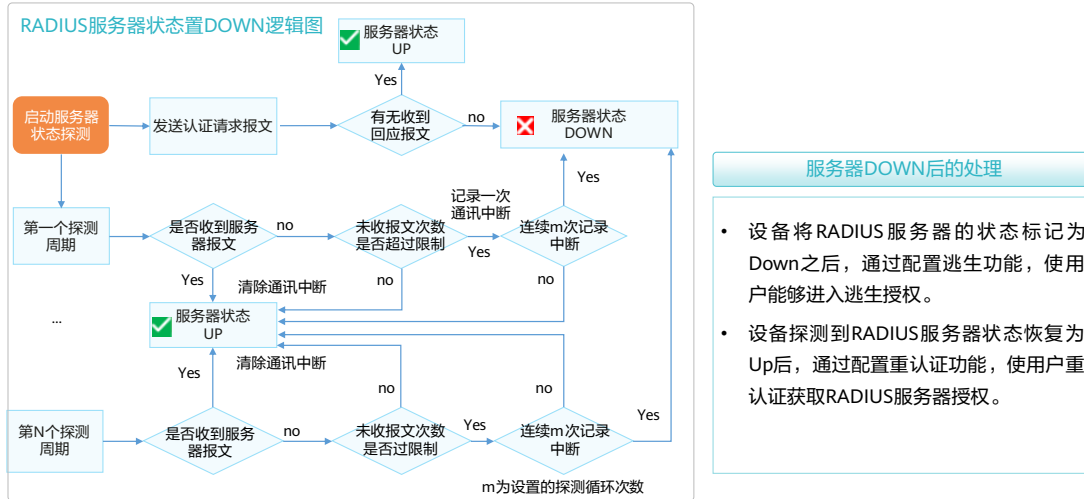 RADIUS服务器状态置DOWN逻辑图
服务器状态
UP
Yes
启动服务器
状态探测
发送认证请求报文
有无收到
回应报文
no
服务器状态
DOWN
Yes
记录一次
通讯中断
第一个探测
周期
是否收到服务
器报文
no
未收报文次数
是否超过限制
Yes
连续m次记录
中断
Yes
清除通讯中断
no
no
...
服务器状态
UP
清除通讯中断
Yes
no
no
第N个探测
周期
是否收到服务
器报文
no
未收报文次数
是否过限制
Yes
连续m次记录
中断
Yes
m为设置的探测循环次数
服务器DOWN后的处理
• 设备将RADIUS服务器的状态标记为
Down之后，通过配置逃生功能，使用
户能够进入逃生授权。
• 设备探测到RADIUS服务器状态恢复为
Up后，通过配置重认证功能，使用户重
认证获取RADIUS服务器授权。